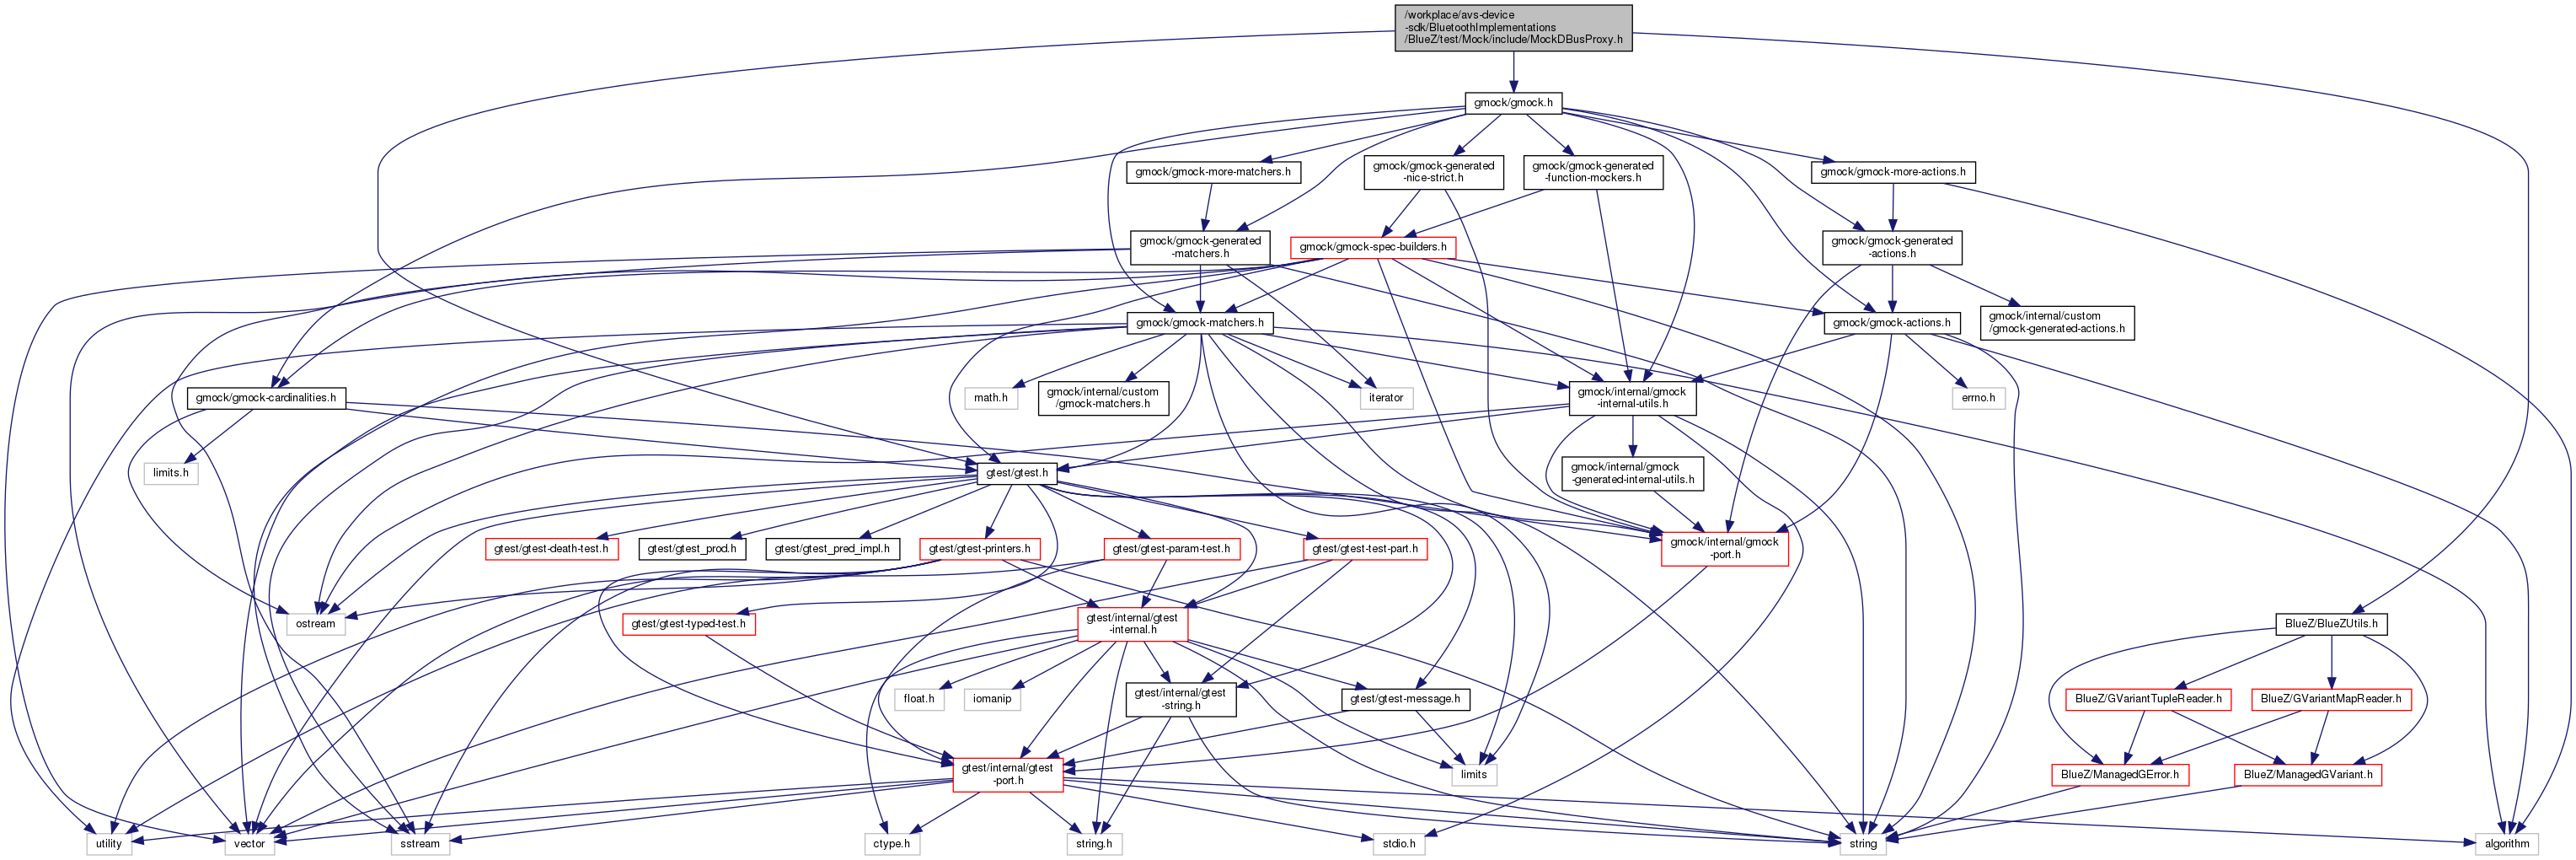 /workplace/avs-device
-sdk/BluetoothImplementations
/BlueZ/test/Mock/include/MockDBusProxy.h
gmock/gmock.h
gmock/gmock-more-matchers.h
gmock/gmock-generated
-nice-strict.h
gmock/gmock-generated
-function-mockers.h
gmock/gmock-more-actions.h
gmock/gmock-generated
-matchers.h
gmock/gmock-spec-builders.h
gmock/gmock-generated
-actions.h
gmock/gmock-matchers.h
gmock/gmock-actions.h
gmock/internal/custom
/gmock-generated-actions.h
gmock/gmock-cardinalities.h
math.h
gmock/internal/custom
/gmock-matchers.h
iterator
gmock/internal/gmock
-internal-utils.h
errno.h
limits.h
gtest/gtest.h
gmock/internal/gmock
-generated-internal-utils.h
gtest/gtest-death-test.h
gtest/gtest_prod.h
gtest/gtest_pred_impl.h
gtest/gtest-printers.h
gtest/gtest-param-test.h
gtest/gtest-test-part.h
gmock/internal/gmock
-port.h
ostream
gtest/gtest-typed-test.h
gtest/internal/gtest
-internal.h
BlueZ/BlueZUtils.h
float.h
iomanip
gtest/internal/gtest
-string.h
gtest/gtest-message.h
BlueZ/GVariantTupleReader.h
BlueZ/GVariantMapReader.h
gtest/internal/gtest
-port.h
limits
BlueZ/ManagedGError.h
BlueZ/ManagedGVariant.h
utility
vector
sstream
ctype.h
string.h
stdio.h
string
algorithm